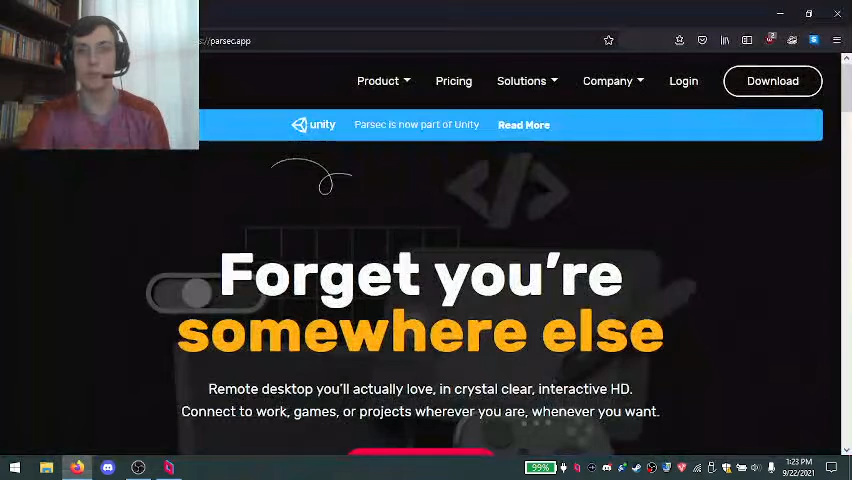 ://parsec.app
Product Pricing Solutions Company Login Download
unity Parsec is now part of Unity Read More
Forget you're
somewhere else
Remote desktop you'll actually love, in crystal clear, interactive HD.
Connect to work, games, or projects wherever you are, whenever you want.
99% 1:23 PM
9/22/2021